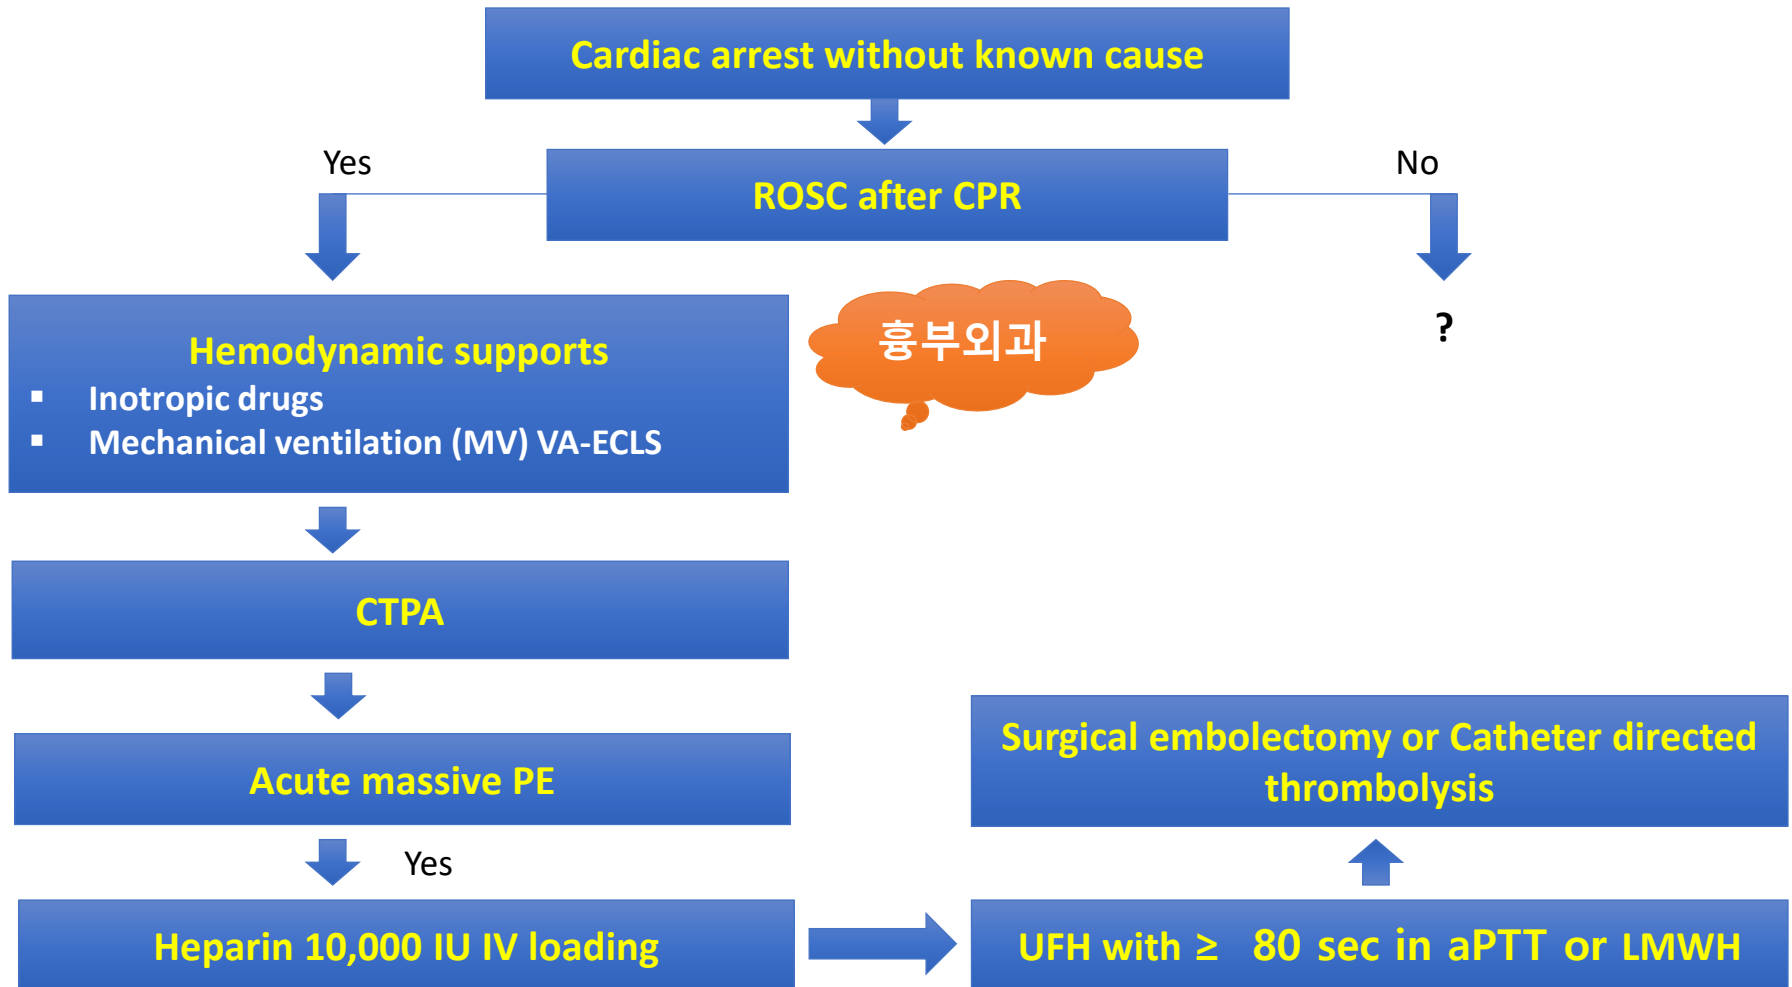 Cardiac arrest without known cause
Yes
ROSC after CPR
No
Hemodynamic supports
▪ Inotropic drugs
▪ Mechanical ventilation (MV) VA-ECLS
흉부외과
?
CTPA
Acute massive PE
Yes
Heparin 10,000 IU IV loading
UFH with ≥ 80 sec in aPTT or LMWH
Surgical embolectomy or Catheter directed
thrombolysis